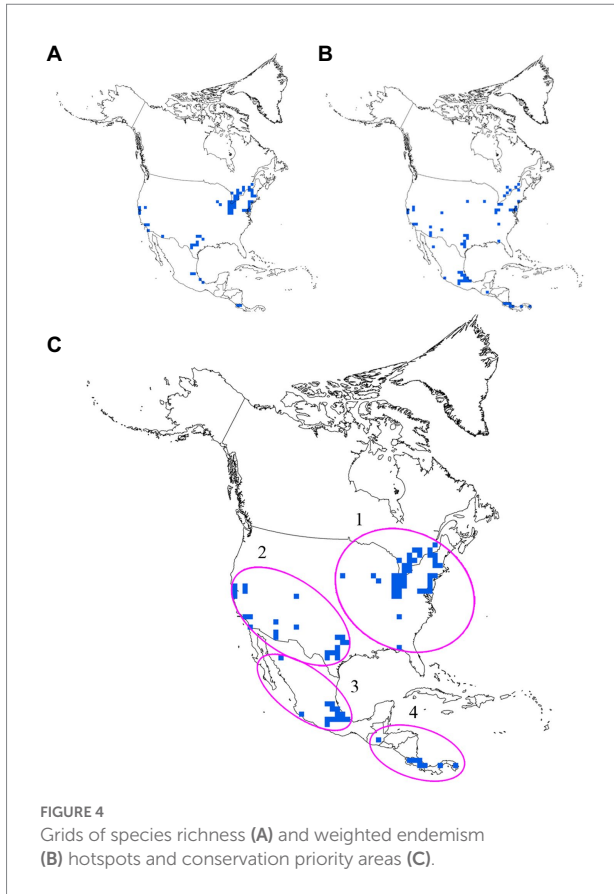 A
B
C
1
2
3
4
FIGURE 4
Grids of species richness (A) and weighted endemism
(B) hotspots and conservation priority areas (C).